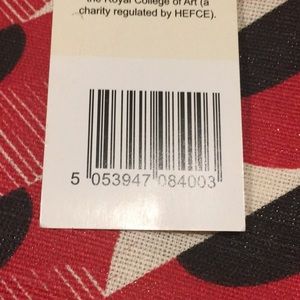 the Royal College of Art (a
charity regulated by HEFCE).
5 053947 084003